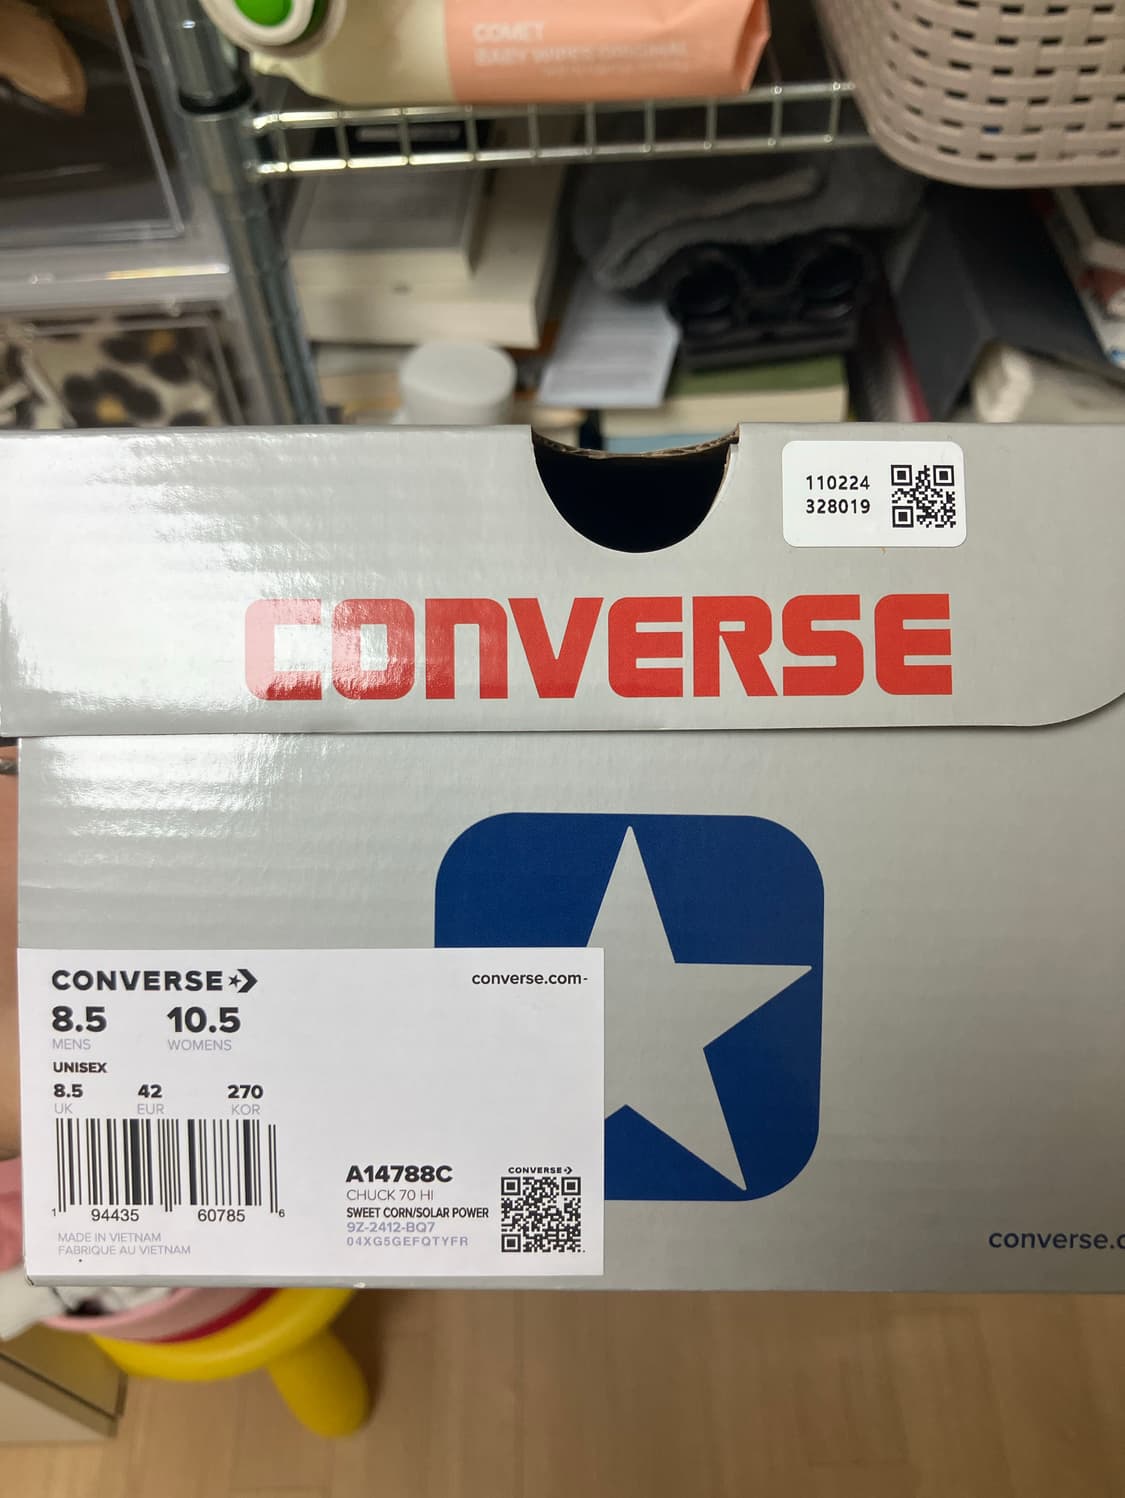 COMET
BABY WIPES ORIGINAL
110224
328019
CONVERSE
CONVERSE
converse.com-
8.5 10.5
MENS WOMENS
UNISEX
8.5 42 270
UK EUR KOR
1 94435 60785 6
MADE IN VIETNAM
FABRIQUE AU VIETNAM
A14788C
CHUCK 70 HI
SWEET CORN/SOLAR POWER
9Z-2412-BQ7
04XG5GEFQTYFR
CONVERSE
converse.c